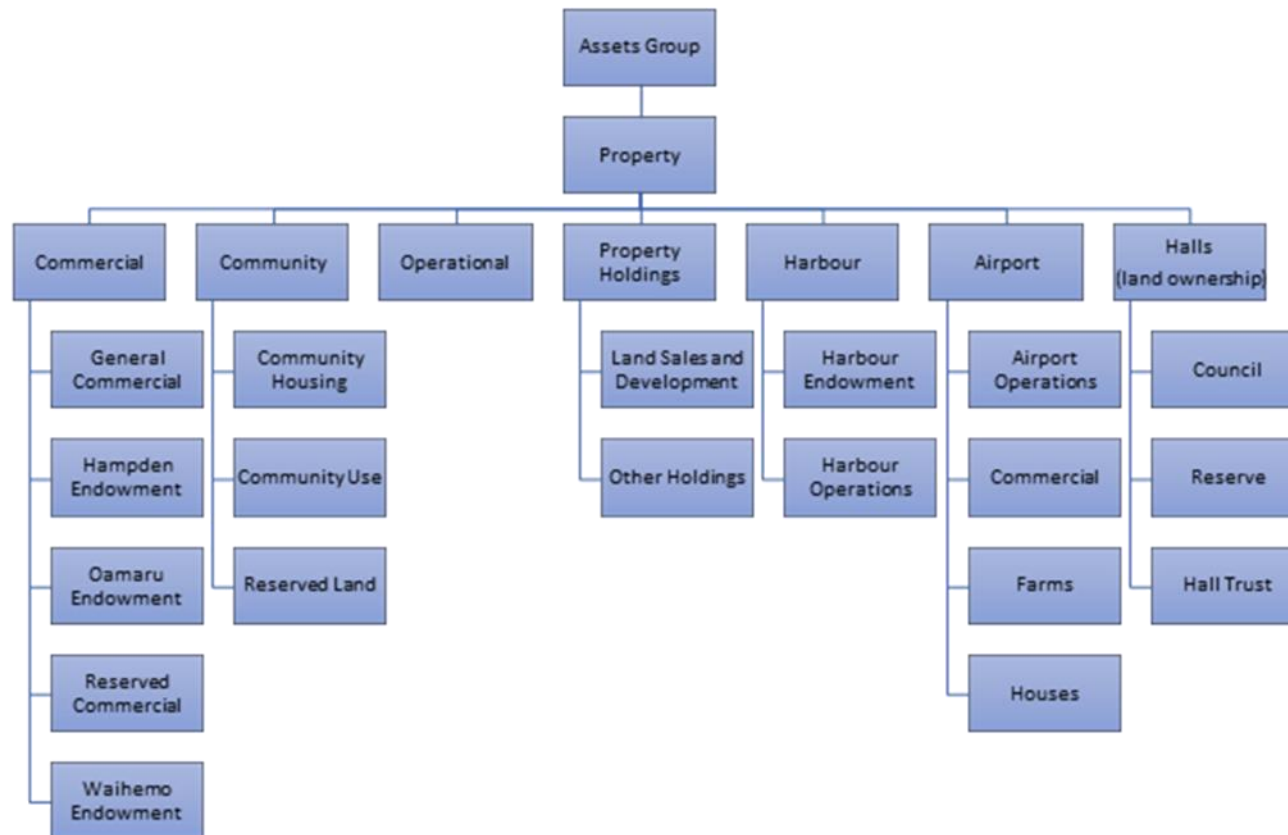 Assets Group
Property
Commercial
Community
Operational
Property
Holdings
Harbour
Airport
Halls
(land ownership)
General
Commercial
Community
Housing
Land Sales and
Development
Harbour
Endowment
Airport
Operations
Council
Hampden
Endowment
Community Use
Other Holdings
Harbour
Operations
Commercial
Reserve
Oamaru
Endowment
Reserved Land
Farms
Hall Trust
Reserved
Commercial
Houses
Waihemo
Endowment